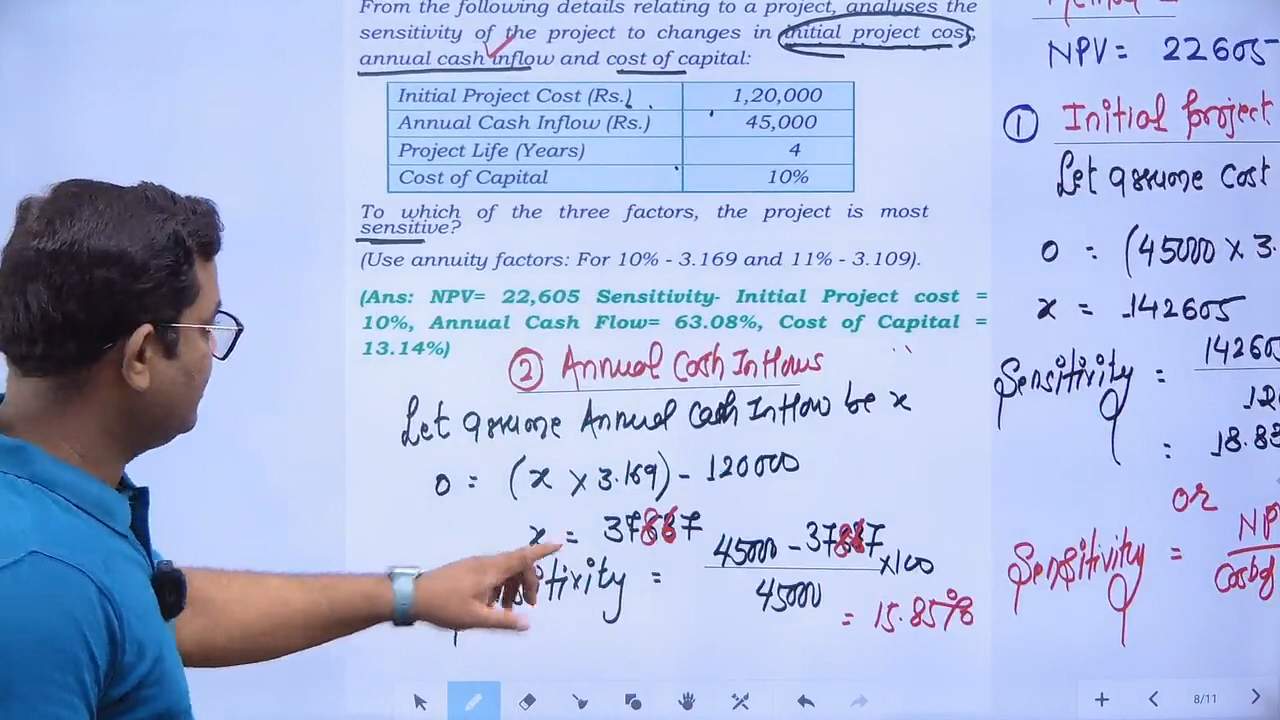 From the following details relating to a project, analyses the
sensitivity of the project to changes in initial project cost,
annual cash inflow and cost of capital:
Initial Project Cost (Rs.) 1,20,000
Annual Cash Inflow (Rs.) 45,000
Project Life (Years) 4
Cost of Capital 10%
To which of the three factors, the project is most
sensitive?
(Use annuity factors: For 10% - 3.169 and 11% - 3.109).
(Ans: NPV= 22,605 Sensitivity- Initial Project cost =
10%, Annual Cash Flow= 63.08%, Cost of Capital =
13.14%)
② Annual Cash Inflows
Let assume Annual Cash Inflow be x
0 = (x × 3.169) - 120000
x =
45000 -
×100
45000
= 15.85%
NPV = 22605
① Initial project
Let assume Cost
0 = (45000 × 3.
x = 142605
Sensitivity =
= 18.83
or
Sensitivity = NP
8/11